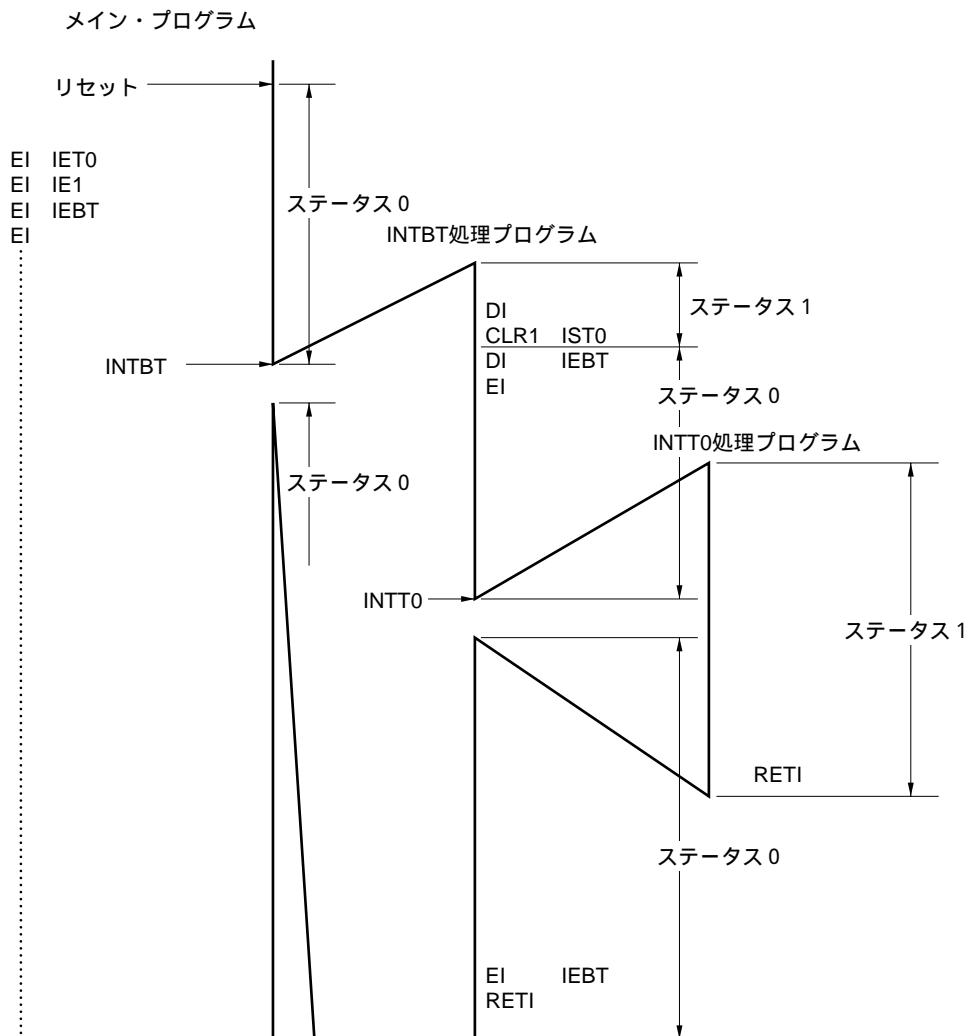 メイン・プログラム
リセット
EI IET0
EI IE1
EI IEBT
EI
ステータス0
INTBT処理プログラム
DI
CLR1 IST0
DI IEBT
EI
ステータス1
INTBT
ステータス0
INTT0処理プログラム
ステータス0
INTT0
ステータス1
RETI
ステータス0
EI IEBT
RETI